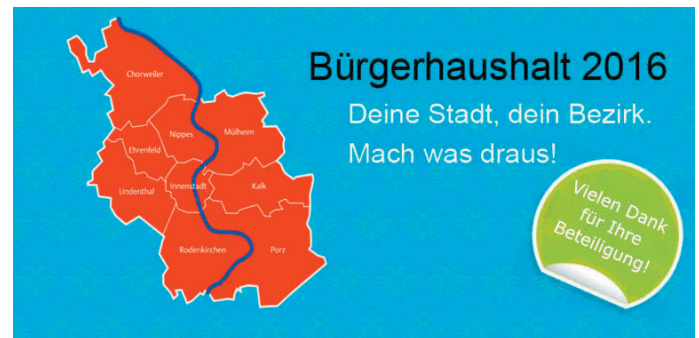 Bürgerhaushalt 2016
Deine Stadt, dein Bezirk.
Mach was draus!
Vielen Dank
für Ihre
Beteiligung!
Chorweiler
Nippes
Mülheim
Ehrenfeld
Lindenthal
Innenstadt
Kalk
Rodenkirchen
Porz